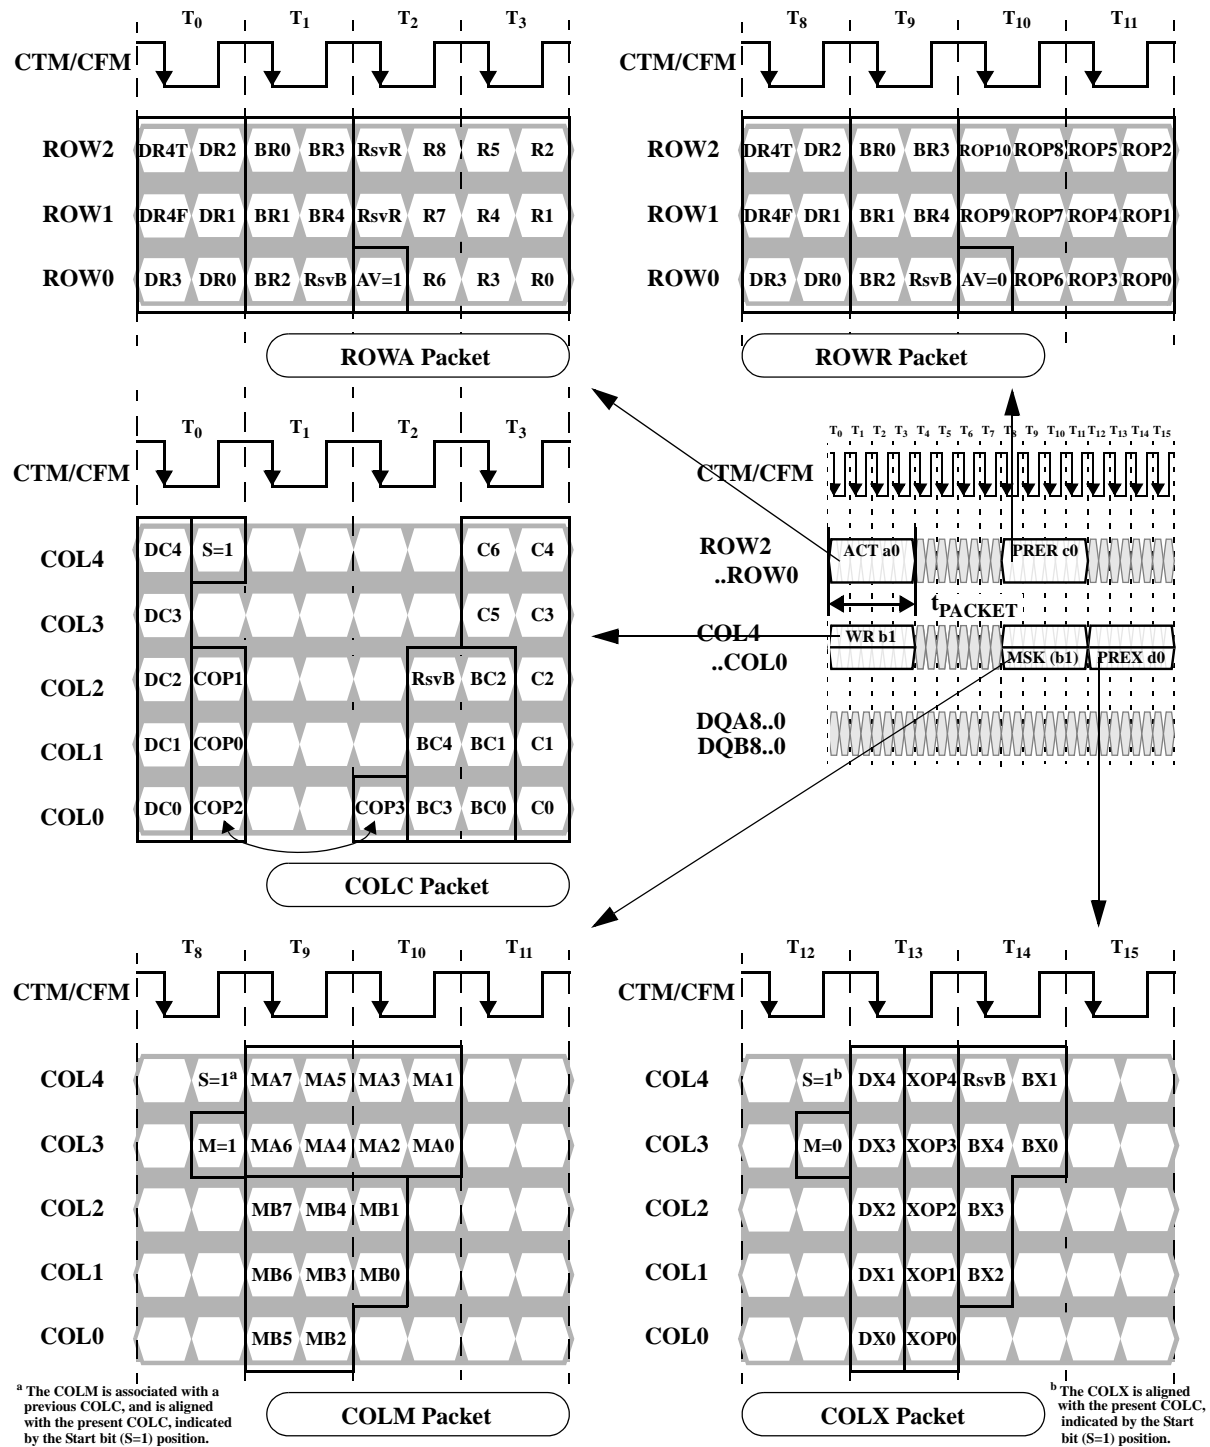 T0 T1 T2 T3
CTM/CFM
ROW2 DR4T DR2 BR0 BR3 RsvR R8 R5 R2
ROW1 DR4F DR1 BR1 BR4 RsvR R7 R4 R1
ROW0 DR3 DR0 BR2 RsvB AV=1 R6 R3 R0
ROWA Packet
T8 T9 T10 T11
CTM/CFM
ROW2 DR4T DR2 BR0 BR3 ROP10 ROP8 ROP5 ROP2
ROW1 DR4F DR1 BR1 BR4 ROP9 ROP7 ROP4 ROP1
ROW0 DR3 DR0 BR2 RsvB AV=0 ROP6 ROP3 ROP0
ROWR Packet
T0 T1 T2 T3
CTM/CFM
COL4 DC4 S=1 C6 C4
COL3 DC3 C5 C3
COL2 DC2 COP1 RsvB BC2 C2
COL1 DC1 COP0 BC4 BC1 C1
COL0 DC0 COP2 COP3 BC3 BC0 C0
COLC Packet
T0 T1 T2 T3 T4 T5 T6 T7 T8 T9 T10 T11 T12 T13 T14 T15
CTM/CFM
ROW2 ACT a0 PRER c0
..ROW0
tPACKET
COL4 WR b1
..COL0 MSK (b1) PREX d0
DQA8..0
DQB8..0
T8 T9 T10 T11
CTM/CFM
COL4 S=1a MA7 MA5 MA3 MA1
COL3 M=1 MA6 MA4 MA2 MA0
COL2 MB7 MB4 MB1
COL1 MB6 MB3 MB0
COL0 MB5 MB2
COLM Packet
a The COLM is associated with a
previous COLC, and is aligned
with the present COLC, indicated
by the Start bit (S=1) position.
T12 T13 T14 T15
CTM/CFM
COL4 S=1b DX4 XOP4 RsvB BX1
COL3 M=0 DX3 XOP3 BX4 BX0
COL2 DX2 XOP2 BX3
COL1 DX1 XOP1 BX2
COL0 DX0 XOP0
COLX Packet
b The COLX is aligned
with the present COLC,
indicated by the Start
bit (S=1) position.